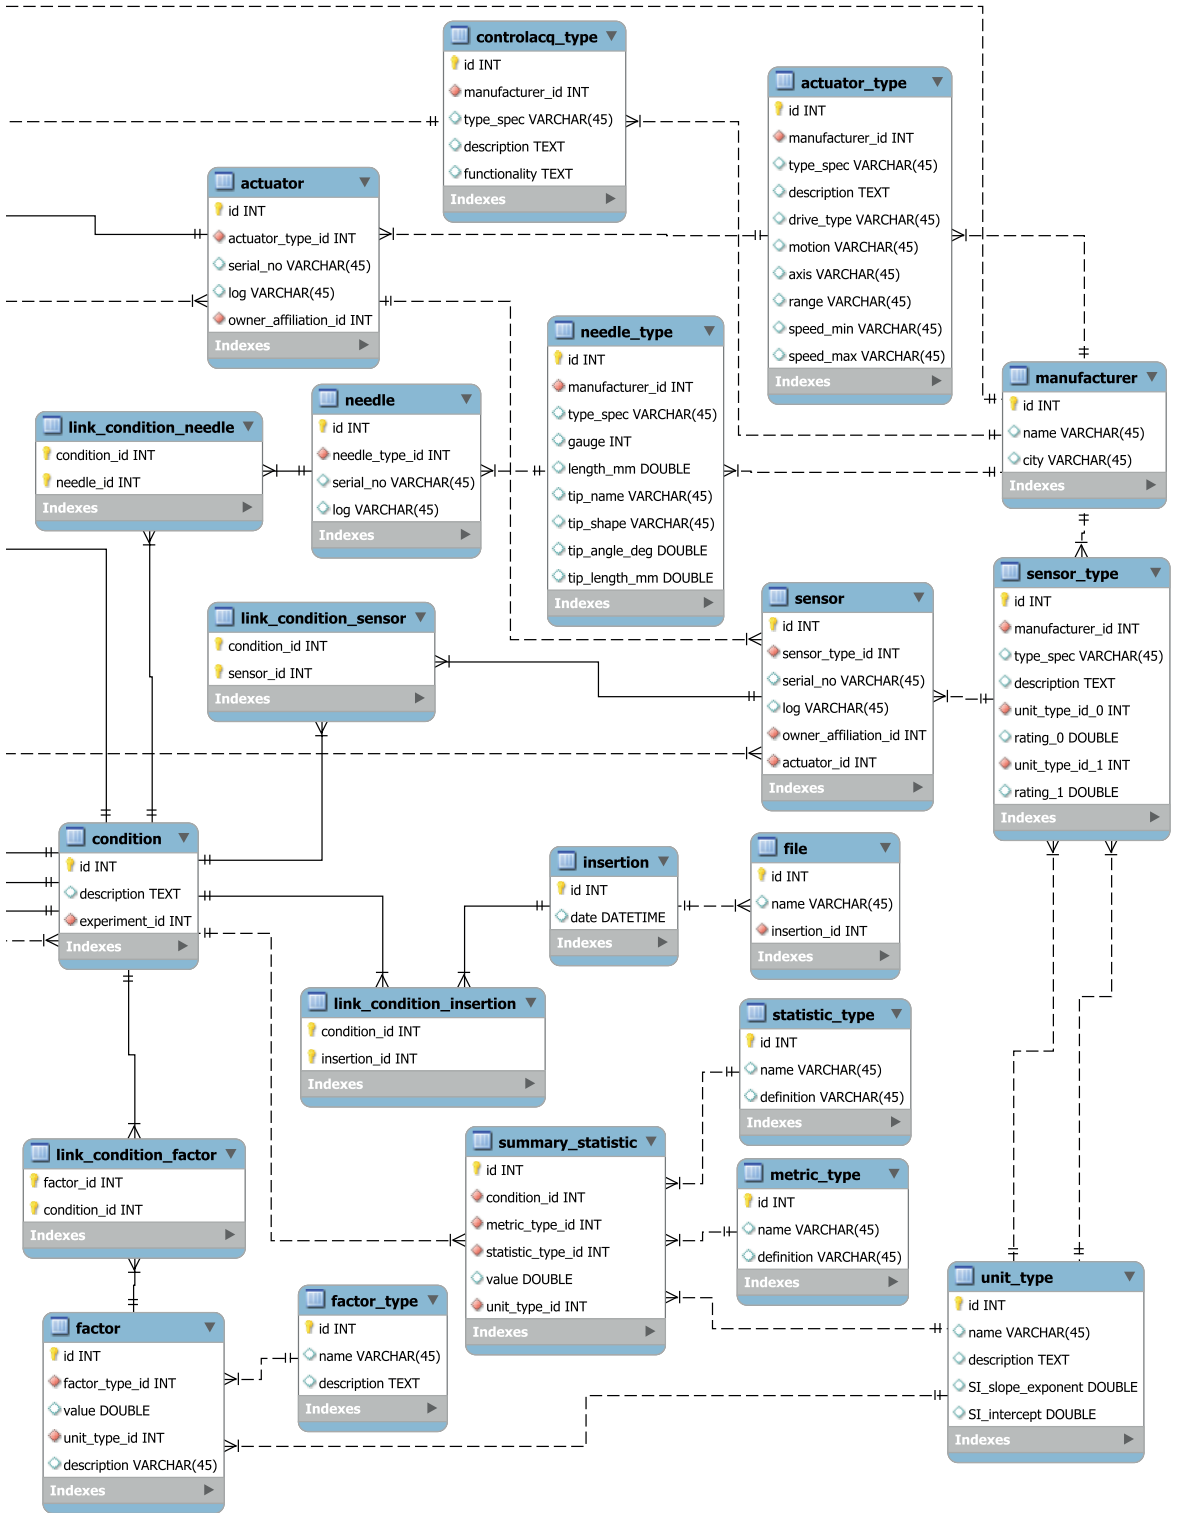 controlacq_type
id INT
manufacturer_id INT
type_spec VARCHAR(45)
description TEXT
functionality TEXT
Indexes
actuator_type
id INT
manufacturer_id INT
type_spec VARCHAR(45)
description TEXT
drive_type VARCHAR(45)
motion VARCHAR(45)
axis VARCHAR(45)
range VARCHAR(45)
speed_min VARCHAR(45)
speed_max VARCHAR(45)
Indexes
actuator
id INT
actuator_type_id INT
serial_no VARCHAR(45)
log VARCHAR(45)
owner_affiliation_id INT
Indexes
needle_type
id INT
manufacturer_id INT
type_spec VARCHAR(45)
gauge INT
length_mm DOUBLE
tip_name VARCHAR(45)
tip_shape VARCHAR(45)
tip_angle_deg DOUBLE
tip_length_mm DOUBLE
Indexes
manufacturer
id INT
name VARCHAR(45)
city VARCHAR(45)
Indexes
needle
id INT
needle_type_id INT
serial_no VARCHAR(45)
log VARCHAR(45)
Indexes
link_condition_needle
condition_id INT
needle_id INT
Indexes
sensor_type
id INT
manufacturer_id INT
type_spec VARCHAR(45)
description TEXT
unit_type_id_0 INT
rating_0 DOUBLE
unit_type_id_1 INT
rating_1 DOUBLE
Indexes
sensor
id INT
sensor_type_id INT
serial_no VARCHAR(45)
log VARCHAR(45)
owner_affiliation_id INT
actuator_id INT
Indexes
link_condition_sensor
condition_id INT
sensor_id INT
Indexes
condition
id INT
description TEXT
experiment_id INT
Indexes
insertion
id INT
date DATETIME
Indexes
file
id INT
name VARCHAR(45)
insertion_id INT
Indexes
link_condition_insertion
condition_id INT
insertion_id INT
Indexes
statistic_type
id INT
name VARCHAR(45)
definition VARCHAR(45)
Indexes
summary_statistic
id INT
condition_id INT
metric_type_id INT
statistic_type_id INT
value DOUBLE
unit_type_id INT
Indexes
metric_type
id INT
name VARCHAR(45)
definition VARCHAR(45)
Indexes
link_condition_factor
factor_id INT
condition_id INT
Indexes
unit_type
id INT
name VARCHAR(45)
description TEXT
SI_slope_exponent DOUBLE
SI_intercept DOUBLE
Indexes
factor_type
id INT
name VARCHAR(45)
description TEXT
Indexes
factor
id INT
factor_type_id INT
value DOUBLE
unit_type_id INT
description VARCHAR(45)
Indexes